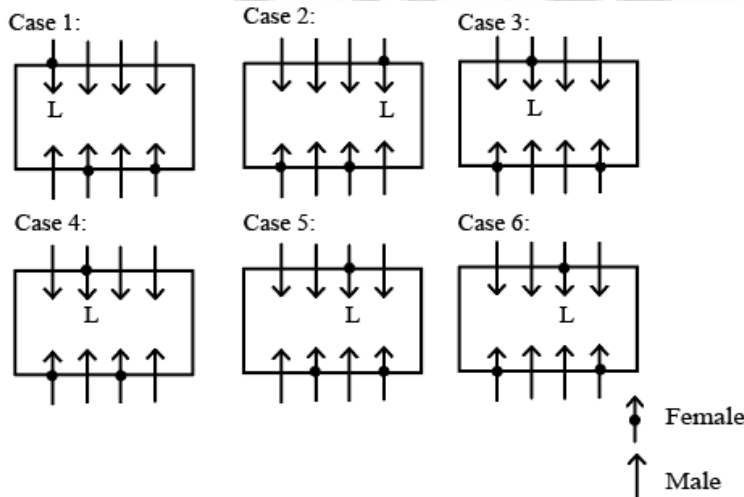 Case 1:
Case 2:
Case 3:
L
L
L
Case 4:
Case 5:
Case 6:
L
L
L
Female
Male